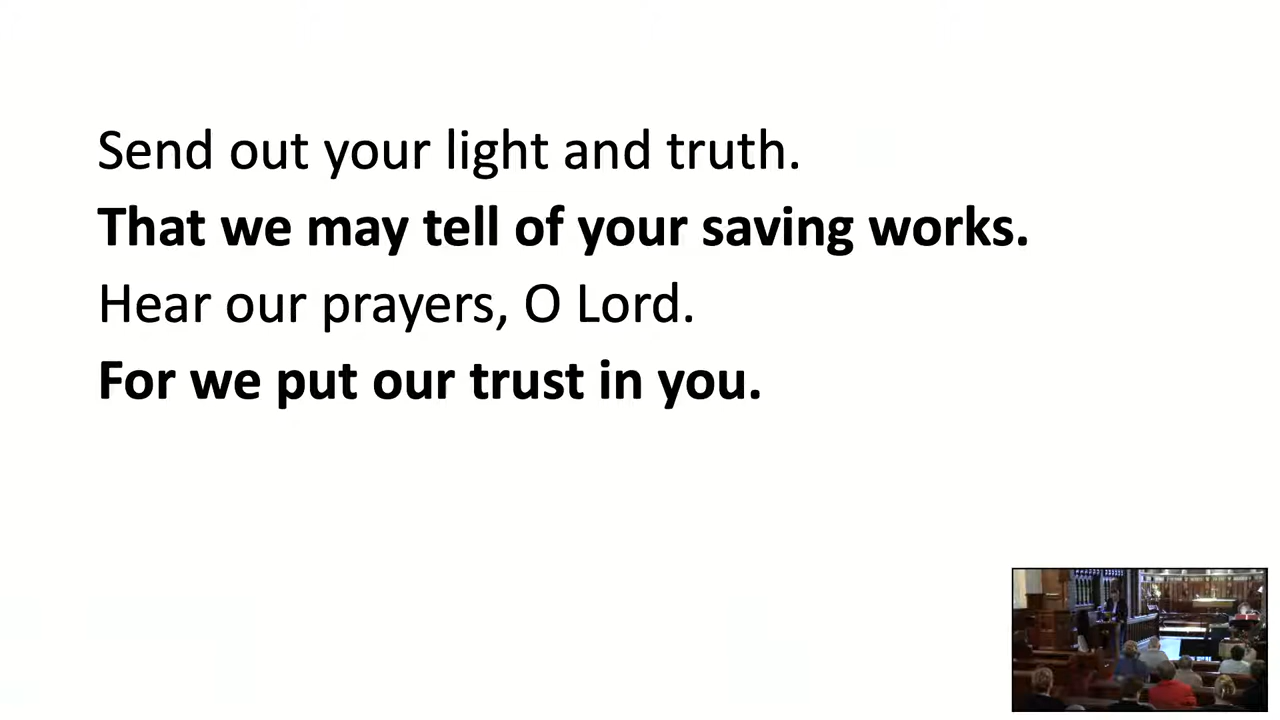 Send out your light and truth.
That we may tell of your saving works.
Hear our prayers, O Lord.
For we put our trust in you.